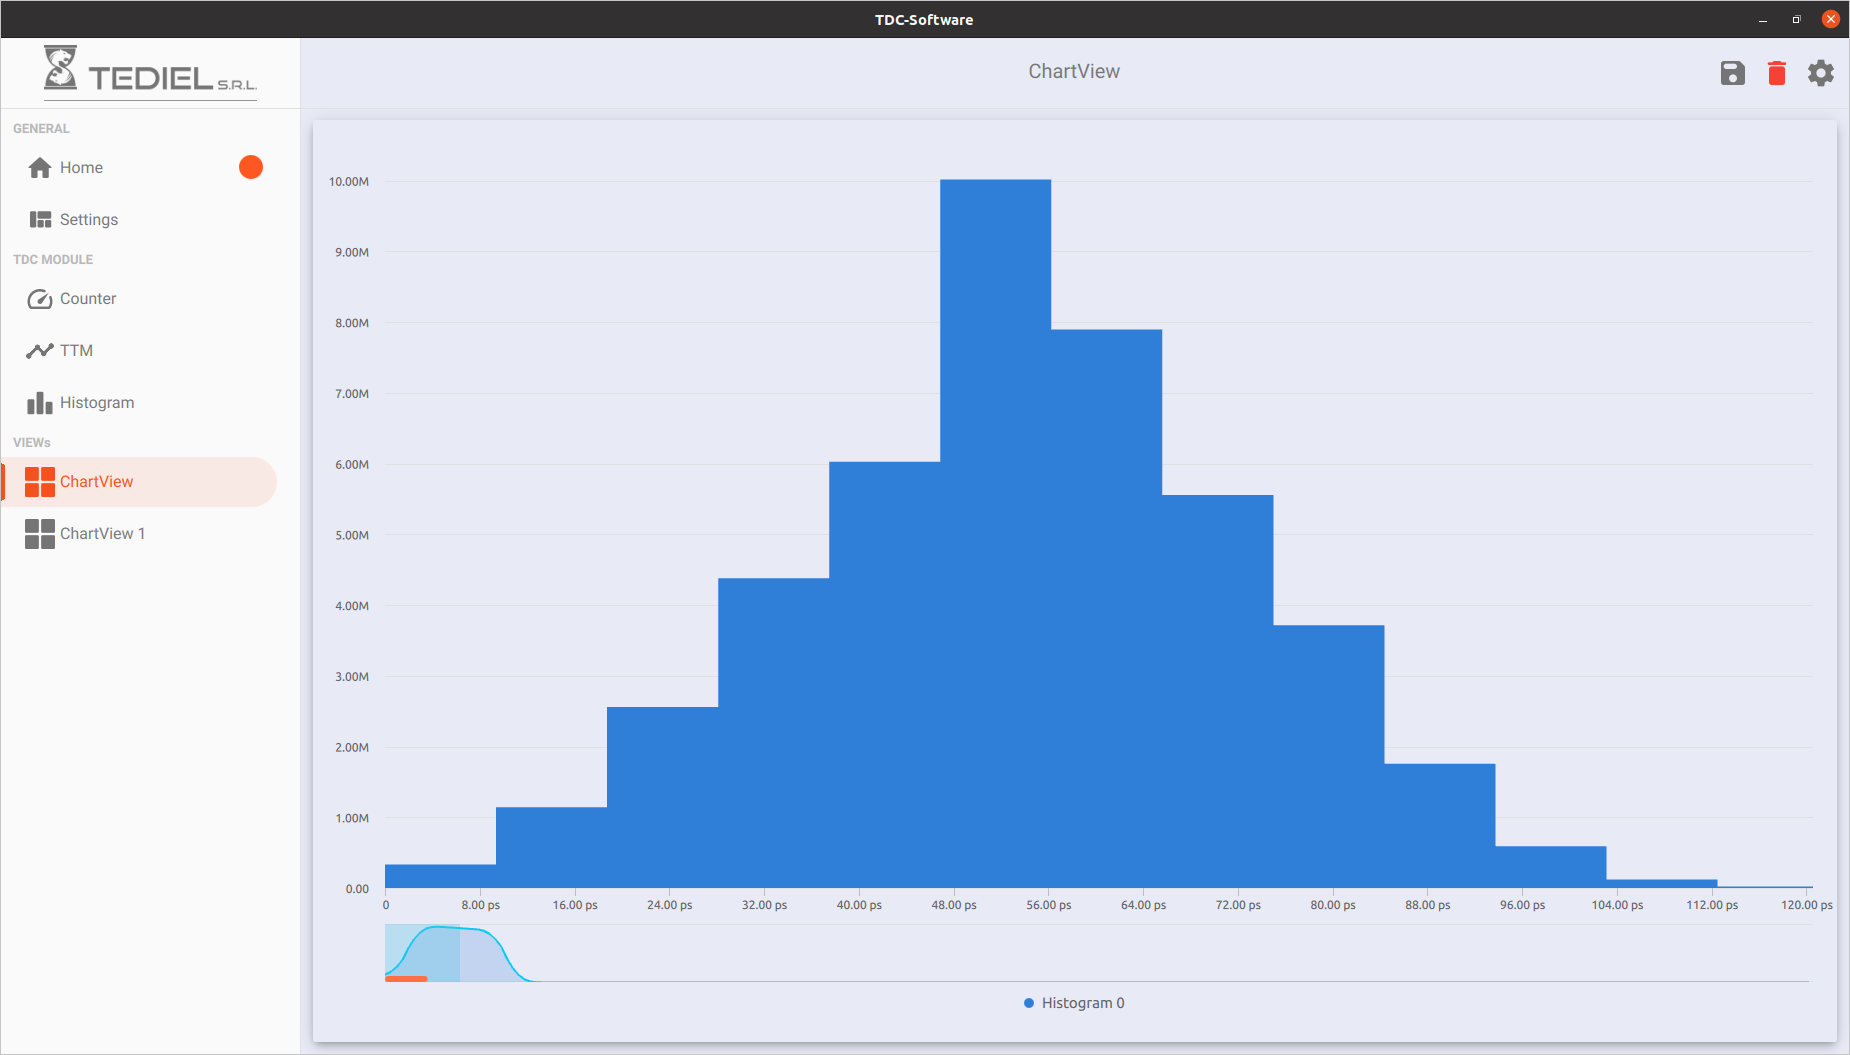 TDC-Software
TEDIEL S.R.L.
ChartView
GENERAL
Home
Settings
TDC MODULE
Counter
TTM
Histogram
VIEWs
ChartView
ChartView 1
10.00M
9.00M
8.00M
7.00M
6.00M
5.00M
4.00M
3.00M
2.00M
1.00M
0.00
0 8.00 ps 16.00 ps 24.00 ps 32.00 ps 40.00 ps 48.00 ps 56.00 ps 64.00 ps 72.00 ps 80.00 ps 88.00 ps 96.00 ps 104.00 ps 112.00 ps 120.00 ps
Histogram 0